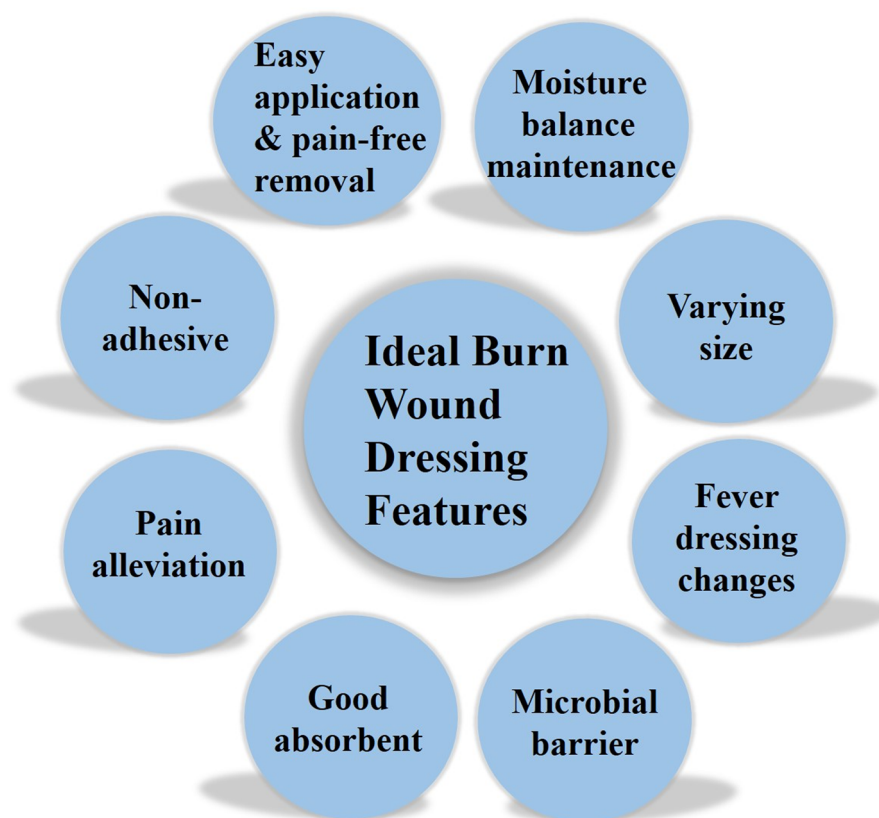 Easy
application
& pain-free
removal
Moisture
balance
maintenance
Non-
adhesive
Ideal Burn
Wound
Dressing
Features
Varying
size
Pain
alleviation
Fever
dressing
changes
Good
absorbent
Microbial
barrier